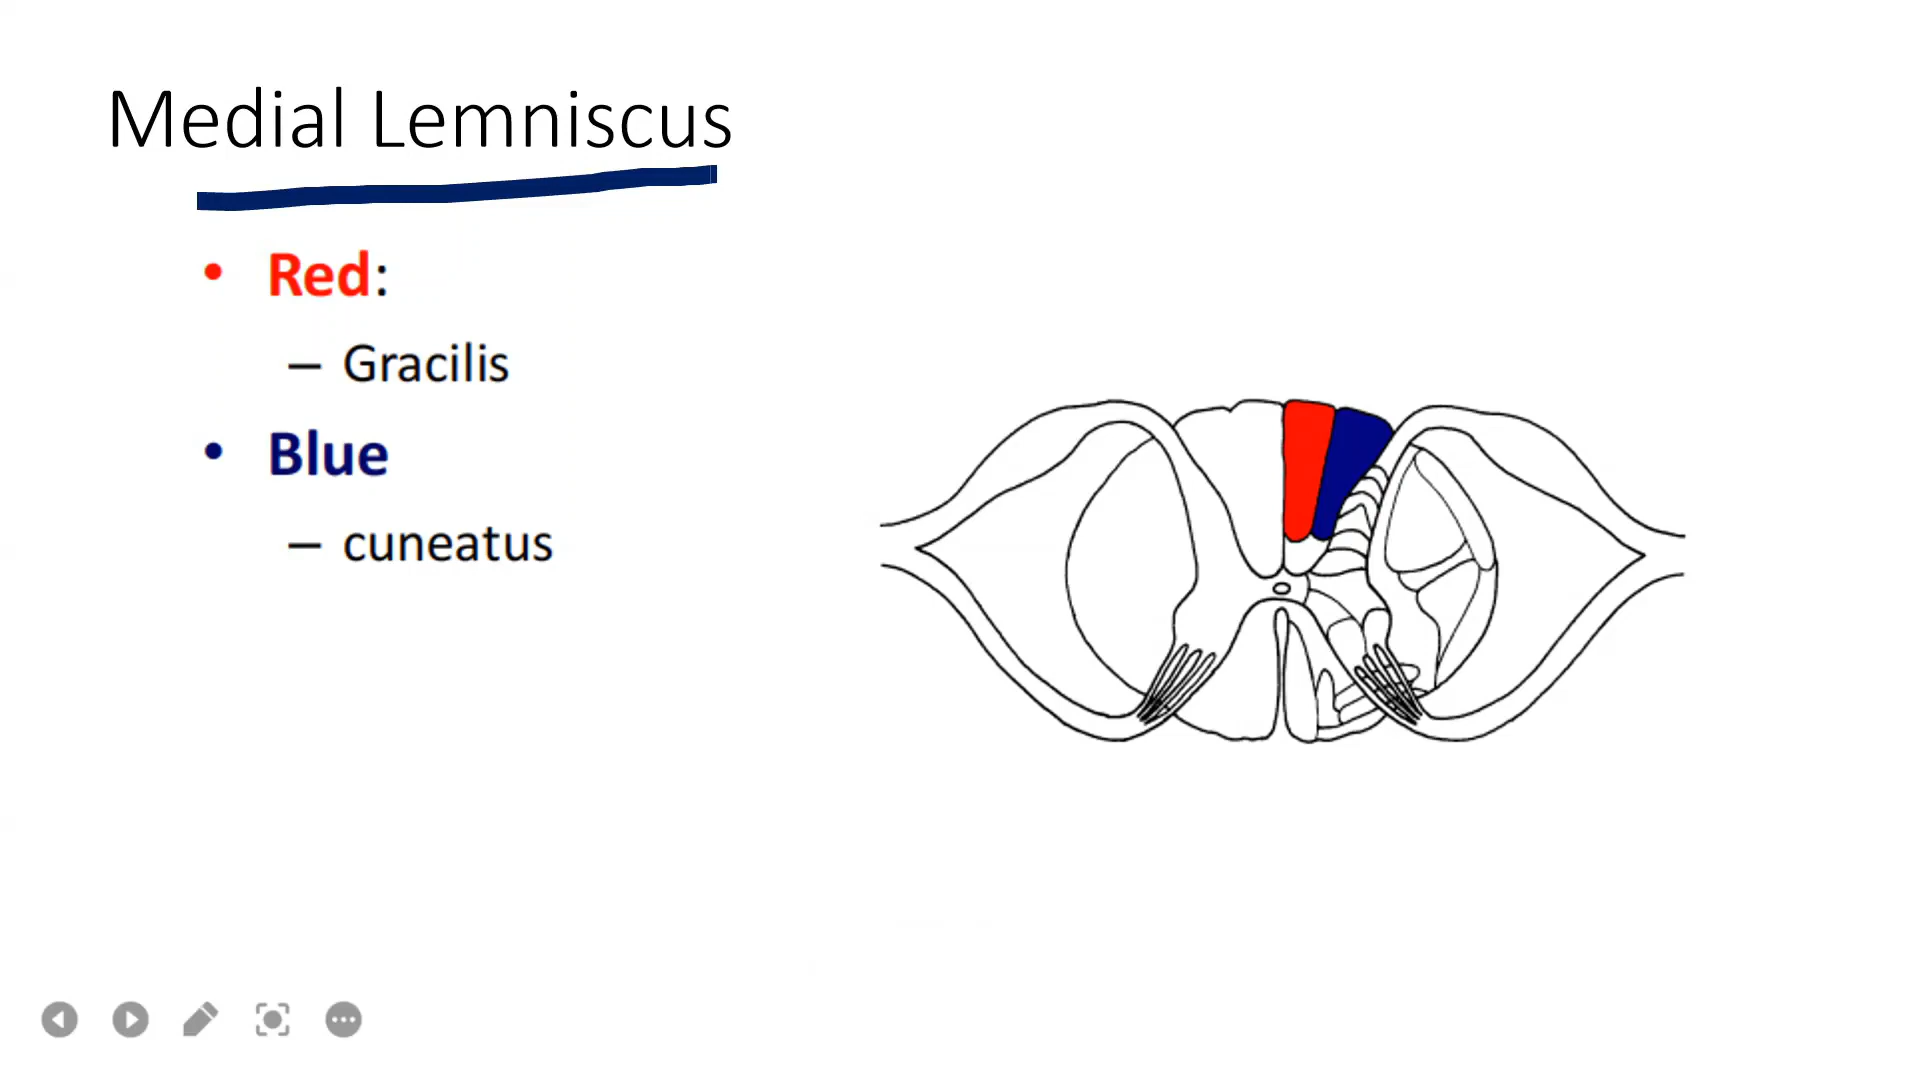 Medial Lemniscus
• Red:
– Gracilis
• Blue
– cuneatus